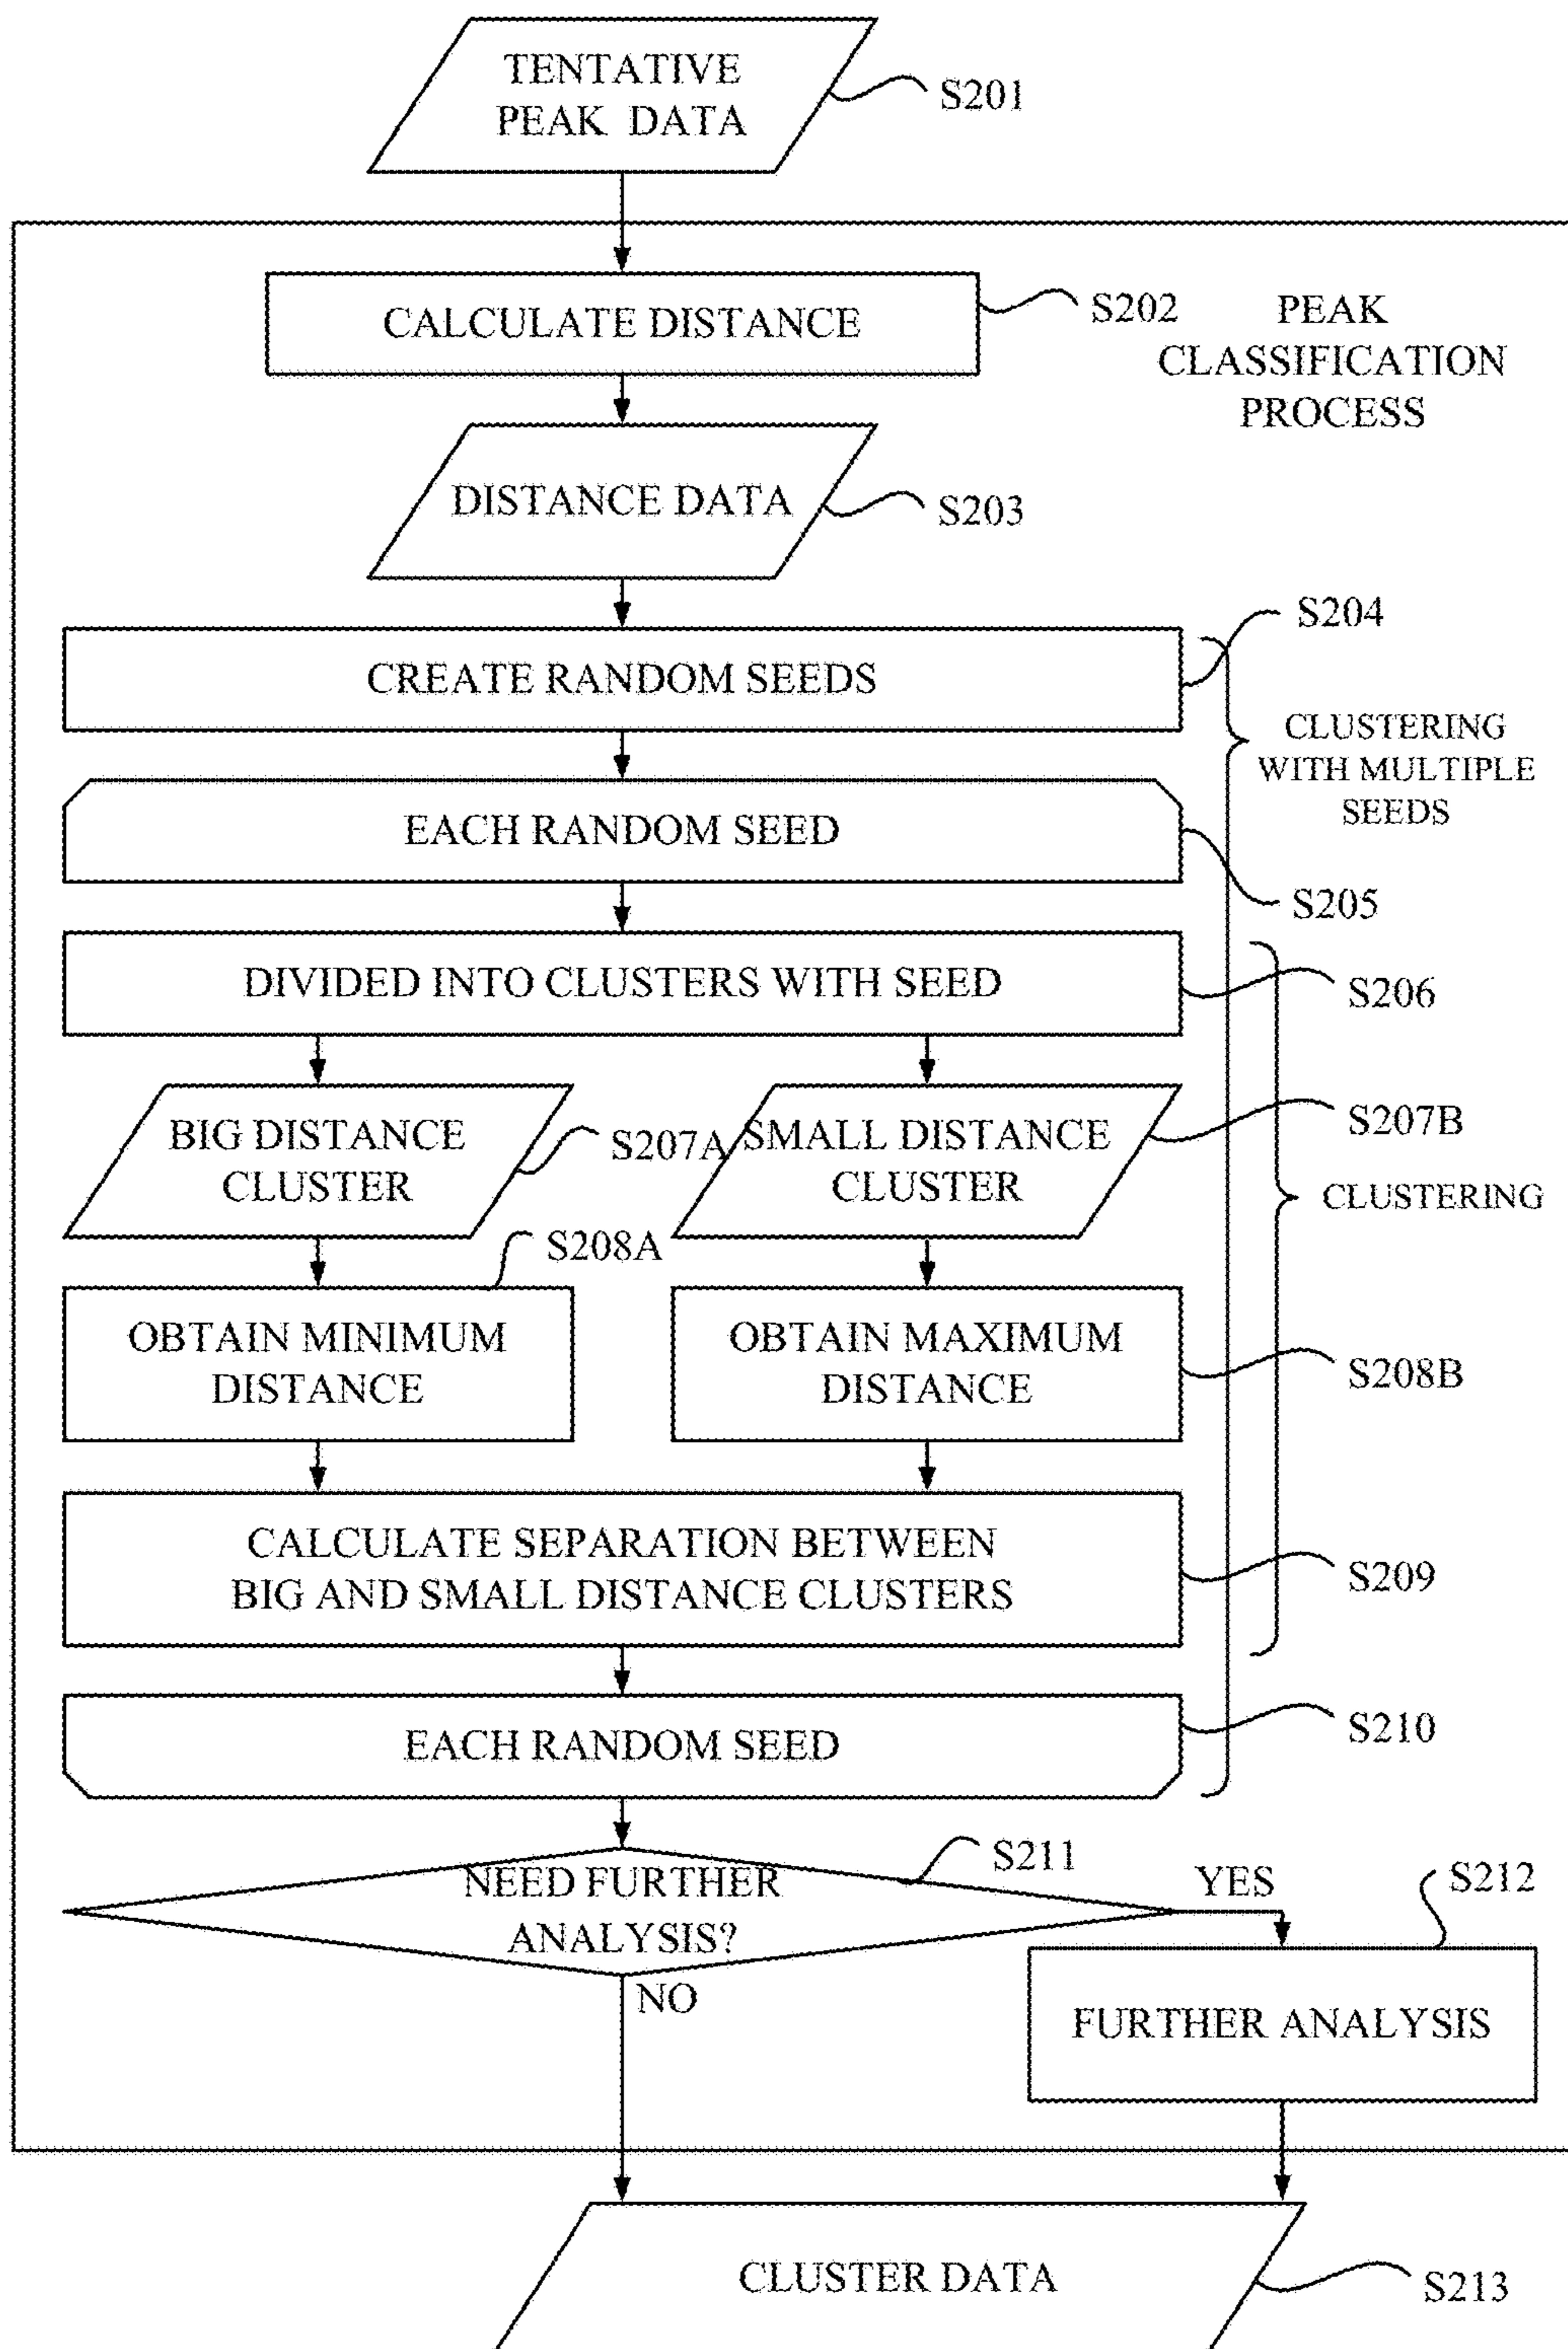 TENTATIVE
PEAK DATA
S201
CALCULATE DISTANCE
S202
PEAK
CLASSIFICATION
PROCESS
DISTANCE DATA
S203
CREATE RANDOM SEEDS
S204
CLUSTERING
WITH MULTIPLE
SEEDS
EACH RANDOM SEED
S205
DIVIDED INTO CLUSTERS WITH SEED
S206
BIG DISTANCE
CLUSTER
S207A
SMALL DISTANCE
CLUSTER
S207B
CLUSTERING
S208A
OBTAIN MINIMUM
DISTANCE
OBTAIN MAXIMUM
DISTANCE
S208B
CALCULATE SEPARATION BETWEEN
BIG AND SMALL DISTANCE CLUSTERS
S209
EACH RANDOM SEED
S210
NEED FURTHER
ANALYSIS?
S211
YES
S212
NO
FURTHER ANALYSIS
CLUSTER DATA
S213